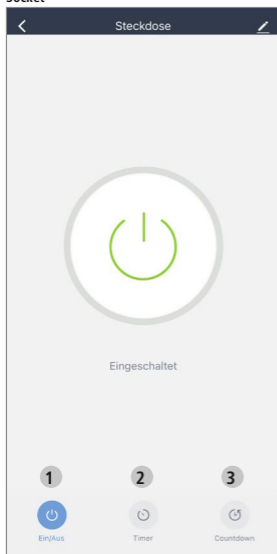 Socket
Steckdose
Eingeschaltet
1 2 3
Ein/Aus Timer Countdown